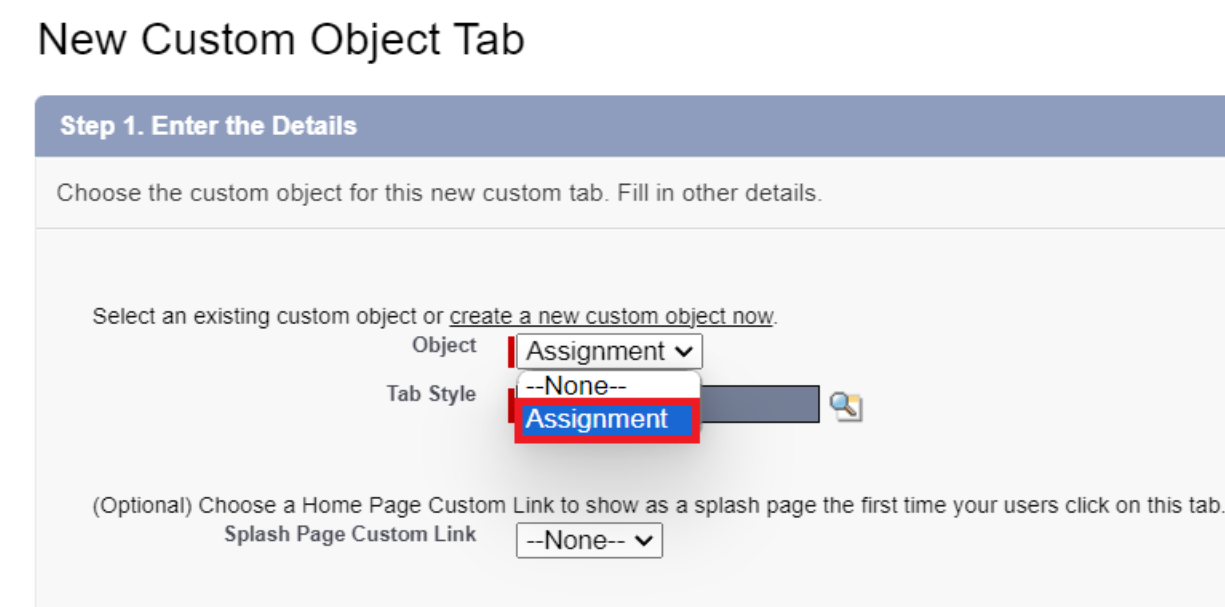 New Custom Object Tab
Step 1. Enter the Details
Choose the custom object for this new custom tab. Fill in other details.
Select an existing custom object or create a new custom object now.
Object Assignment
--None--
Tab Style
Assignment
(Optional) Choose a Home Page Custom Link to show as a splash page the first time your users click on this tab.
Splash Page Custom Link --None--